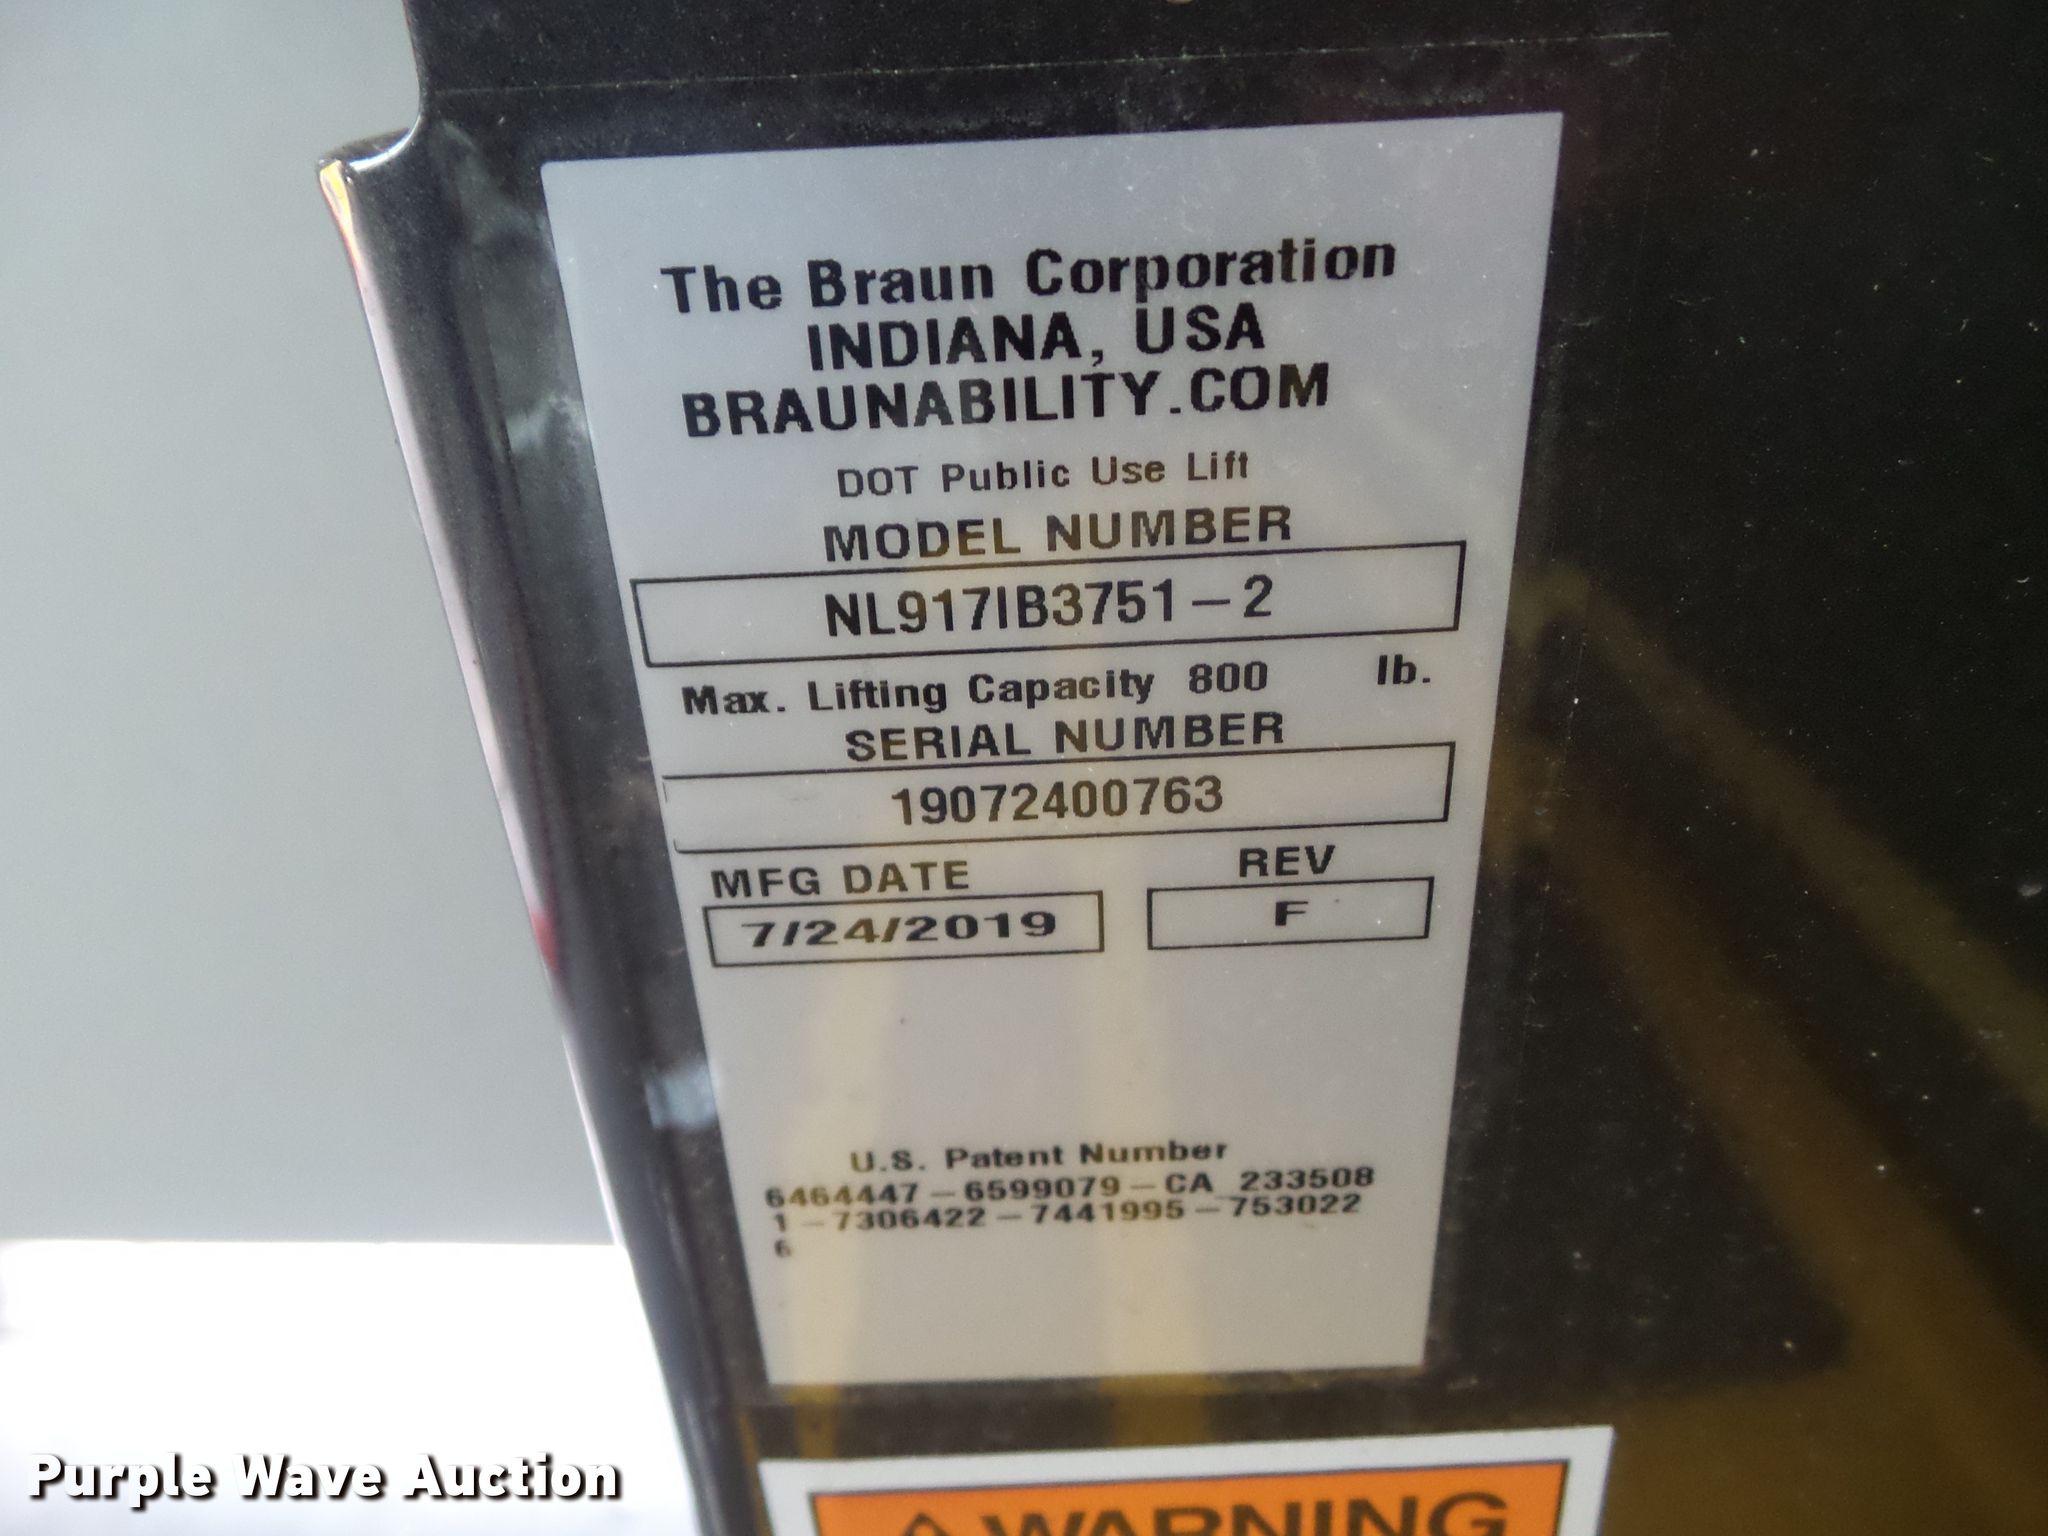 The Braun Corporation
INDIANA, USA
BRAUNABILITY.COM
DOT Public Use Lift
MODEL NUMBER
NL917IB3751-2
Max. Lifting Capacity 800 lb.
SERIAL NUMBER
19072400763
MFG DATE REV
7/24/2019 F
U.S. Patent Number
6464447-6599079-CA 233508
1-7306422-7441995-753022
6
WARNING
Purple Wave Auction